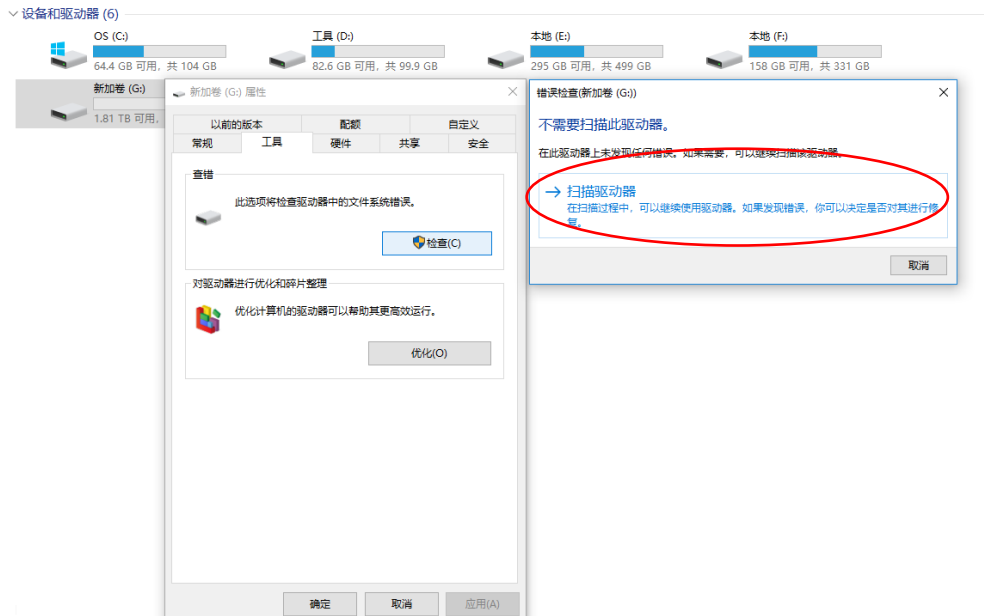 设备和驱动器 (6)
OS (C:)
64.4 GB 可用，共 104 GB
工具 (D:)
82.6 GB 可用，共 99.9 GB
本地 (E:)
295 GB 可用，共 499 GB
本地 (F:)
158 GB 可用，共 331 GB
新加卷 (G:)
1.81 TB 可用，
新加卷 (G:) 属性
以前的版本 配额 自定义
常规 工具 硬件 共享 安全
查错
此选项将检查驱动器中的文件系统错误。
检查(C)
对驱动器进行优化和碎片整理
优化计算机的驱动器可以帮助其更高效运行。
优化(O)
确定 取消 应用(A)
错误检查(新加卷 (G:))
不需要扫描此驱动器。
在此驱动器上未发现任何错误。如果需要，可以继续扫描该驱动器。
扫描驱动器
在扫描过程中，可以继续使用驱动器。如果发现错误，你可以决定是否对其进行修
复。
取消